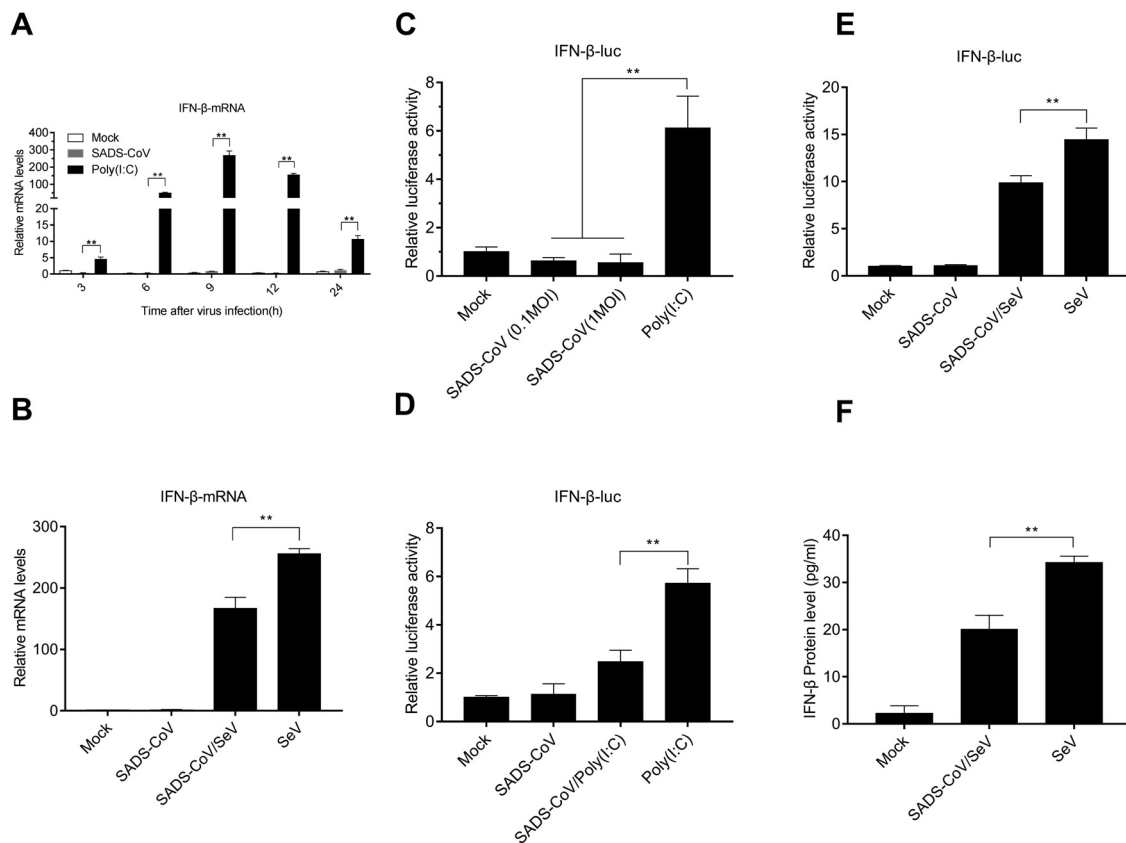 A
IFN-β-mRNA
Mock
SADS-CoV
Poly(I:C)
Relative mRNA levels
400
300
200
100
20
15
10
5
0
** ** ** ** **
3 6 9 12 24
Time after virus infection(h)
B
IFN-β-mRNA
Relative mRNA levels
300
200
100
0
**
Mock
SADS-CoV
SADS-CoV/SeV
SeV
C
IFN-β-luc
Relative luciferase activity
8
6
4
2
0
**
Mock
SADS-CoV (0.1MOI)
SADS-CoV(1MOI)
Poly(I:C)
D
IFN-β-luc
Relative luciferase activity
8
6
4
2
0
**
Mock
SADS-CoV
SADS-CoV/Poly(I:C)
Poly(I:C)
E
IFN-β-luc
Relative luciferase activity
20
15
10
5
0
**
Mock
SADS-CoV
SADS-CoV/SeV
SeV
F
IFN-β Protein level (pg/ml)
40
30
20
10
0
**
Mock
SADS-CoV/SeV
SeV